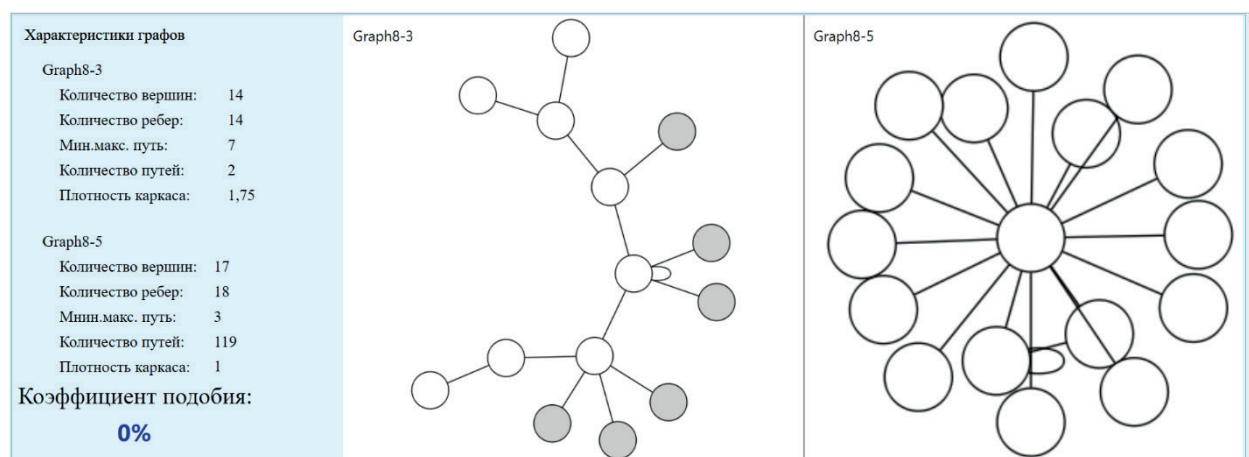 Характеристики графов
Graph8-3
Количество вершин: 14
Количество ребер: 14
Мин.макс. путь: 7
Количество путей: 2
Плотность каркаса: 1,75
Graph8-5
Количество вершин: 17
Количество ребер: 18
Мнин.макс. путь: 3
Количество путей: 119
Плотность каркаса: 1
Коэффициент подобия:
0%
Graph8-3
Graph8-5